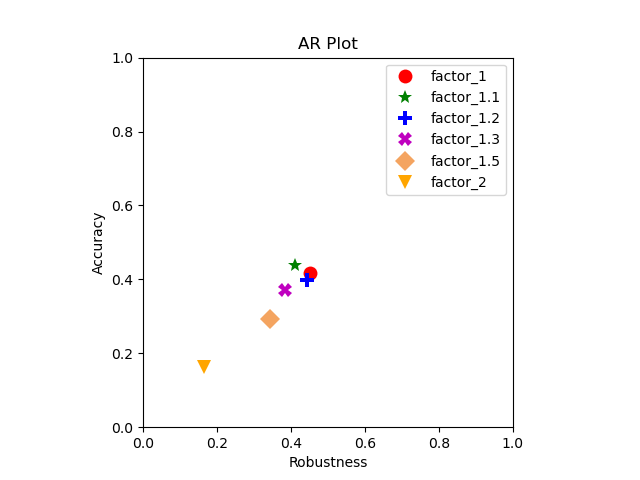 AR Plot
1.0
0.8
0.6
0.4
0.2
0.0
Accuracy
factor_1
factor_1.1
factor_1.2
factor_1.3
factor_1.5
factor_2
0.0 0.2 0.4 0.6 0.8 1.0
Robustness